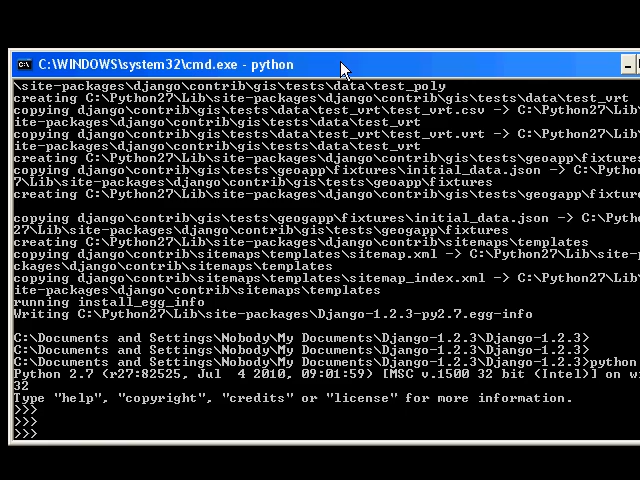 C:\WINDOWS\system32\cmd.exe - python
\site-packages\django\contrib\gis\tests\data\test_poly
creating C:\Python27\Lib\site-packages\django\contrib\gis\tests\data\test_vrt
copying django\contrib\gis\tests\data\test_vrt\test_vrt.csv -> C:\Python27\Lib\
ite-packages\django\contrib\gis\tests\data\test_vrt
copying django\contrib\gis\tests\data\test_vrt\test_vrt.vrt -> C:\Python27\Lib\
ite-packages\django\contrib\gis\tests\data\test_vrt
creating C:\Python27\Lib\site-packages\django\contrib\gis\tests\geoapp\fixtures
copying django\contrib\gis\tests\geoapp\fixtures\initial_data.json -> C:\Python
7\Lib\site-packages\django\contrib\gis\tests\geoapp\fixtures
creating C:\Python27\Lib\site-packages\django\contrib\gis\tests\geogapp\fixture
copying django\contrib\gis\tests\geogapp\fixtures\initial_data.json -> C:\Pytho
27\Lib\site-packages\django\contrib\gis\tests\geogapp\fixtures
creating C:\Python27\Lib\site-packages\django\contrib\sitemaps\templates
copying django\contrib\sitemaps\templates\sitemap.xml -> C:\Python27\Lib\site-p
ckages\django\contrib\sitemaps\templates
copying django\contrib\sitemaps\templates\sitemap_index.xml -> C:\Python27\Lib\
ite-packages\django\contrib\sitemaps\templates
running install_egg_info
Writing C:\Python27\Lib\site-packages\Django-1.2.3-py2.7.egg-info
C:\Documents and Settings\Nobody\My Documents\Django-1.2.3\Django-1.2.3>
C:\Documents and Settings\Nobody\My Documents\Django-1.2.3\Django-1.2.3>
C:\Documents and Settings\Nobody\My Documents\Django-1.2.3\Django-1.2.3>python
Python 2.7 (r27:82525, Jul  4 2010, 09:01:59) [MSC v.1500 32 bit (Intel)] on wi
32
Type "help", "copyright", "credits" or "license" for more information.
>>>
>>>
>>>